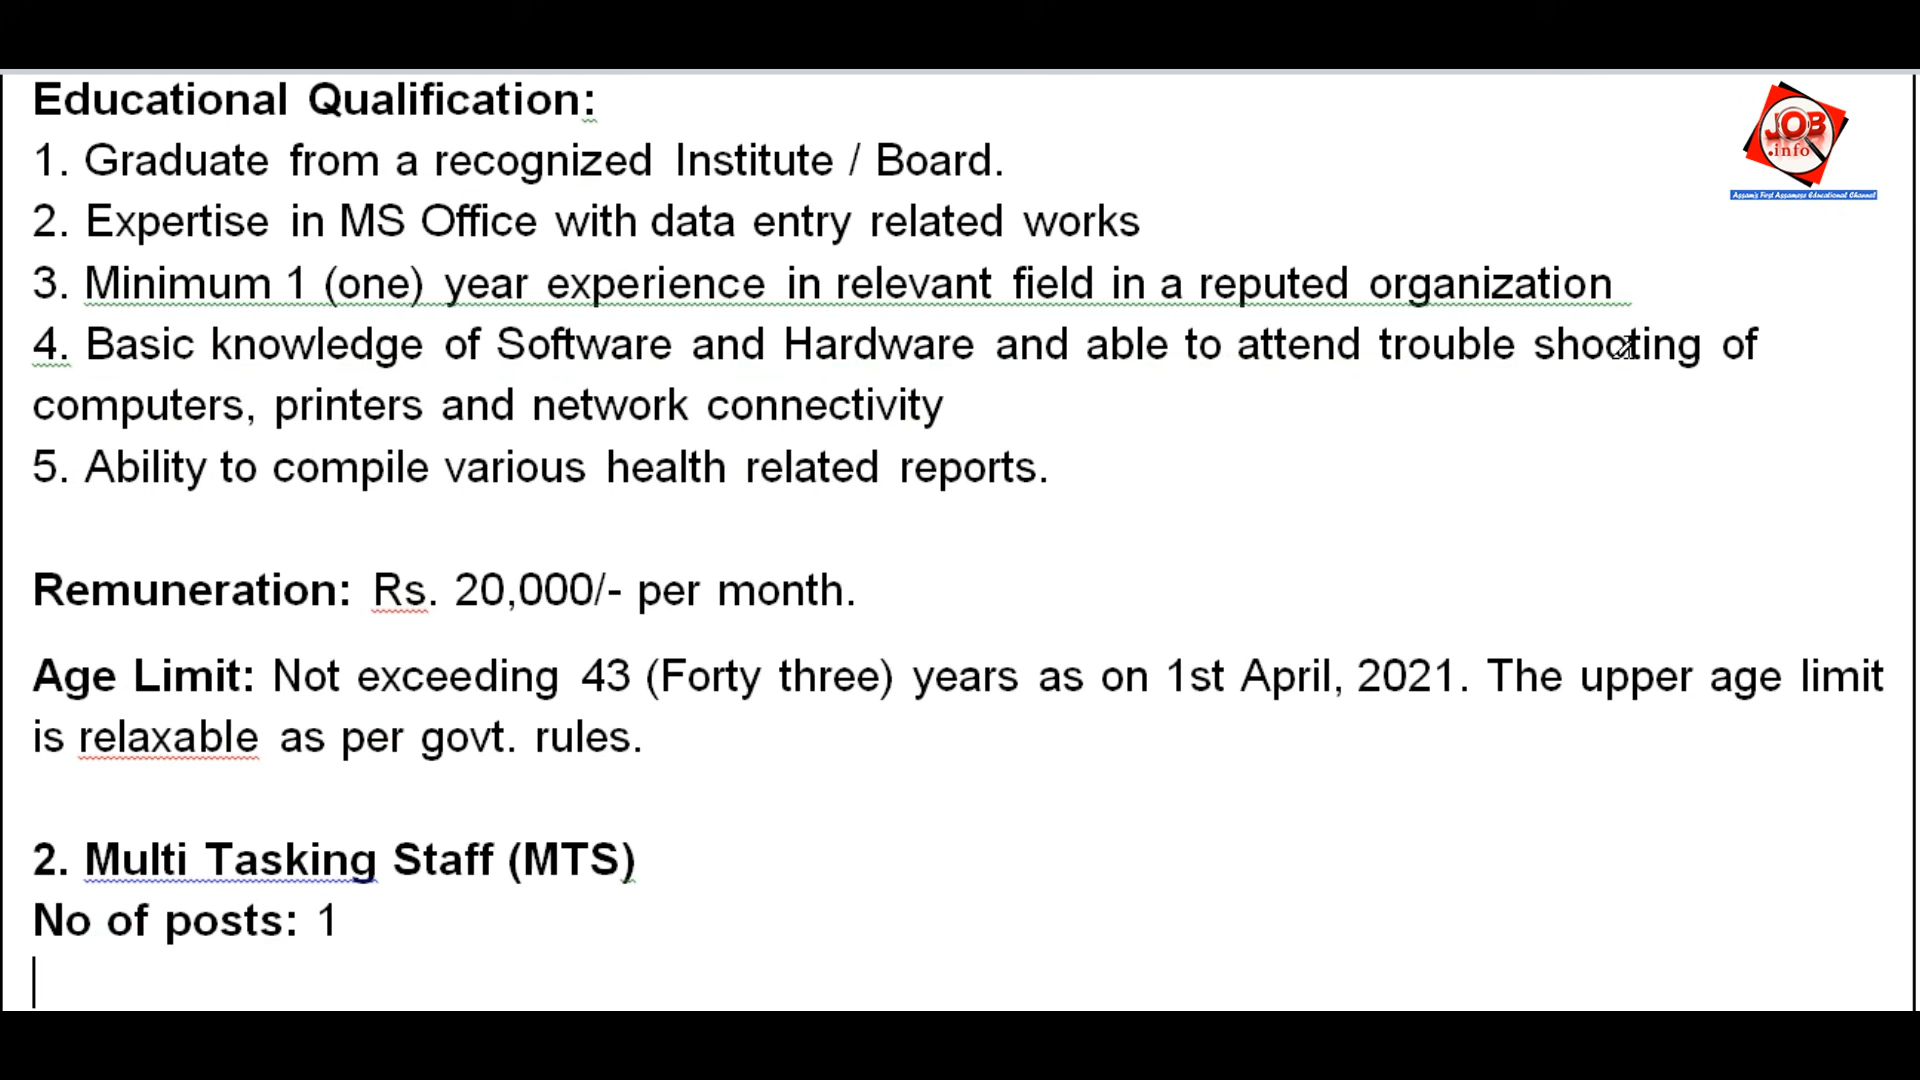 Educational Qualification:
JOB
.info
Assam's First Assamese Educational Channel
1. Graduate from a recognized Institute / Board.
2. Expertise in MS Office with data entry related works
3. Minimum 1 (one) year experience in relevant field in a reputed organization
4. Basic knowledge of Software and Hardware and able to attend trouble shooting of
computers, printers and network connectivity
5. Ability to compile various health related reports.
Remuneration: Rs. 20,000/- per month.
Age Limit: Not exceeding 43 (Forty three) years as on 1st April, 2021. The upper age limit
is relaxable as per govt. rules.
2. Multi Tasking Staff (MTS)
No of posts: 1